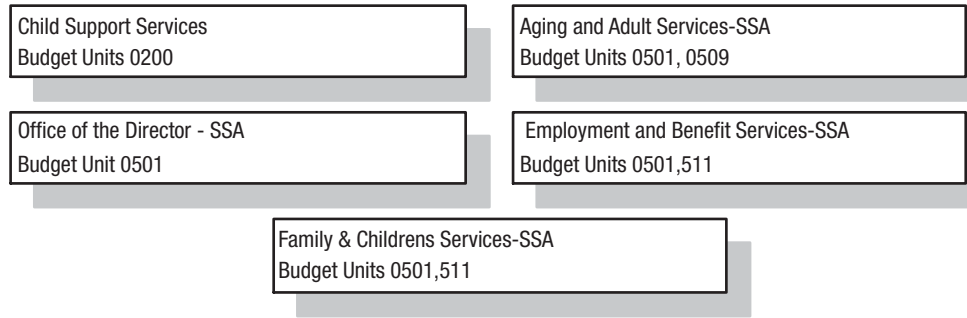 Child Support Services
Budget Units 0200
Aging and Adult Services-SSA
Budget Units 0501, 0509
Office of the Director - SSA
Budget Unit 0501
Employment and Benefit Services-SSA
Budget Units 0501,511
Family & Childrens Services-SSA
Budget Units 0501,511